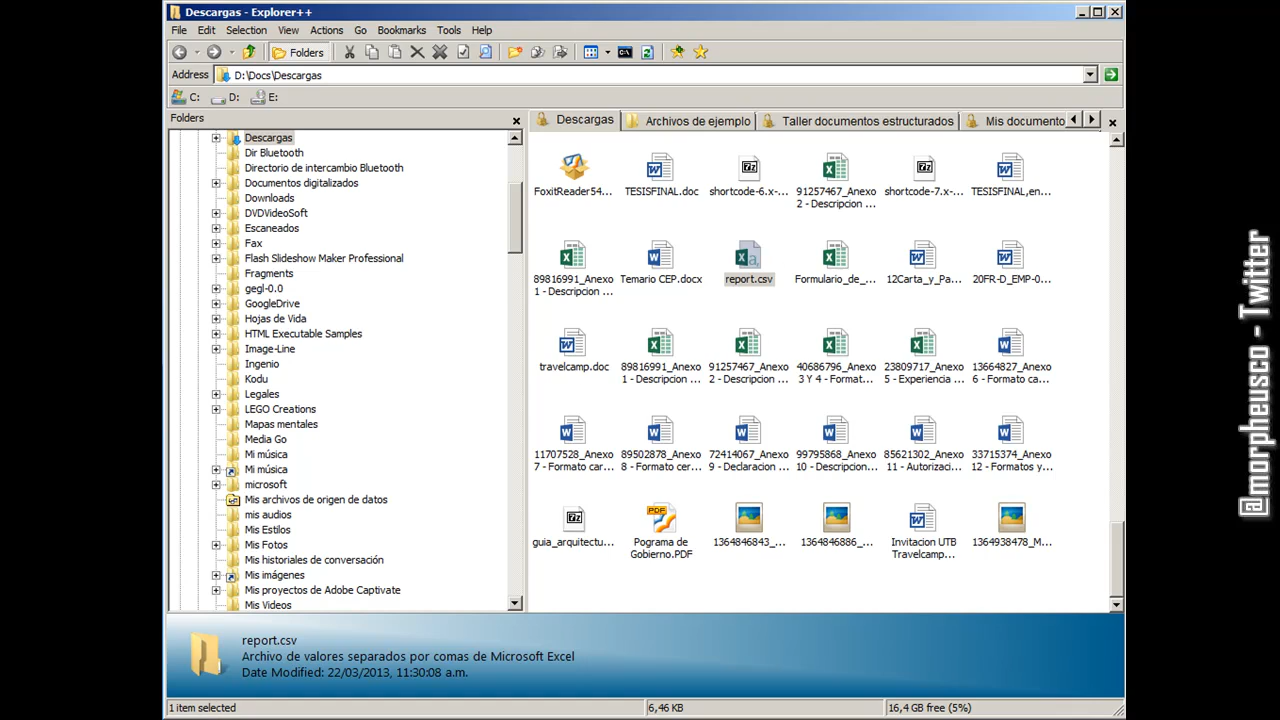 Descargas - Explorer++
File Edit Selection View Actions Go Bookmarks Tools Help
Folders
Address D:\Docs\Descargas
C: D: E:
Folders
Descargas
Dir Bluetooth
Directorio de intercambio Bluetooth
Documentos digitalizados
Downloads
DVDVideoSoft
Escaneados
Fax
Flash Slideshow Maker Professional
Fragments
gegl-0.0
GoogleDrive
Hojas de Vida
HTML Executable Samples
Image-Line
Ingenio
Kodu
Legales
LEGO Creations
Mapas mentales
Media Go
Mi música
Mi música
microsoft
Mis archivos de origen de datos
mis audios
Mis Estilos
Mis Fotos
Mis historiales de conversación
Mis imágenes
Mis proyectos de Adobe Captivate
Mis Videos
Descargas Archivos de ejemplo Taller documentos estructurados Mis documento
FoxitReader54... TESISFINAL.doc shortcode-6.x-... 91257467_Anexo shortcode-7.x-... TESISFINAL,en...
2 - Descripcion ...
89816991_Anexo Temario CEP.docx report.csv Formulario_de_... 12Carta_y_Pa... 20FR-D_EMP-0...
1 - Descripcion ...
travelcamp.doc 89816991_Anexo 91257467_Anexo 40686796_Anexo 23809717_Anexo 13664827_Anexo
1 - Descripcion ... 2 - Descripcion ... 3 Y 4 - Format... 5 - Experiencia ... 6 - Formato ca...
11707528_Anexo 89502878_Anexo 72414067_Anexo 99795868_Anexo 85621302_Anexo 33715374_Anexo
7 - Formato car... 8 - Formato cer... 9 - Declaracion ... 10 - Descripcion... 11 - Autorizaci... 12 - Formatos y...
PDF
guia_arquitectu... Pograma de 1364846843_... 1364846886_... Invitacion UTB 1364938478_M...
Gobierno.PDF Travelcamp...
report.csv
Archivo de valores separados por comas de Microsoft Excel
Date Modified: 22/03/2013, 11:30:08 a.m.
1 item selected 6,46 KB 16,4 GB free (5%)
@morpheusco - Twitter